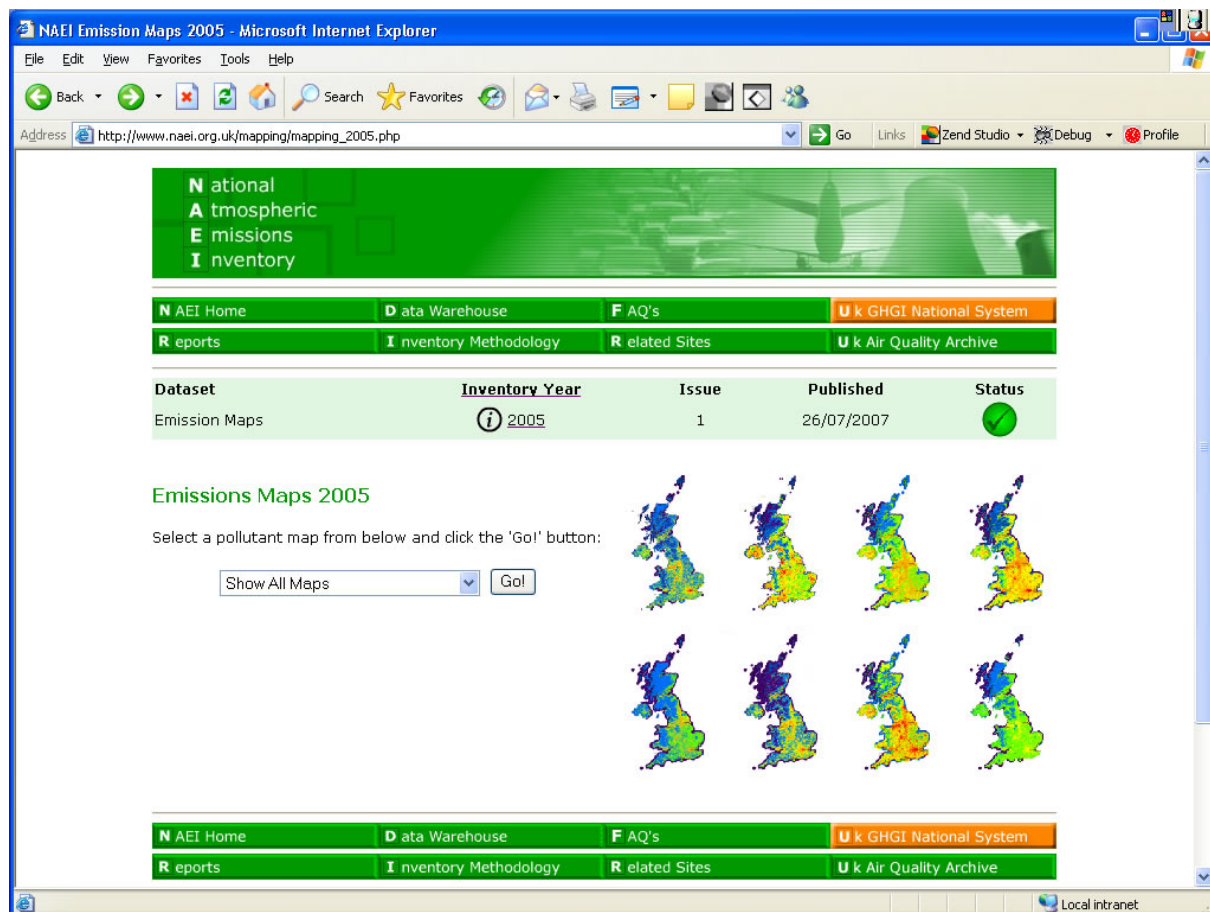 NAEI Emission Maps 2005 - Microsoft Internet Explorer
File Edit View Favorites Tools Help
Back Search Favorites
Address http://www.naei.org.uk/mapping/mapping_2005.php Go Links Zend Studio Debug Profile
National
Atmospheric
Emissions
Inventory
NAEI Home Data Warehouse FAQ's Uk GHGI National System
Reports Inventory Methodology Related Sites Uk Air Quality Archive
Dataset Inventory Year Issue Published Status
Emission Maps i 2005 1 26/07/2007
Emissions Maps 2005
Select a pollutant map from below and click the 'Go!' button:
Show All Maps Go!
NAEI Home Data Warehouse FAQ's Uk GHGI National System
Reports Inventory Methodology Related Sites Uk Air Quality Archive
Local intranet